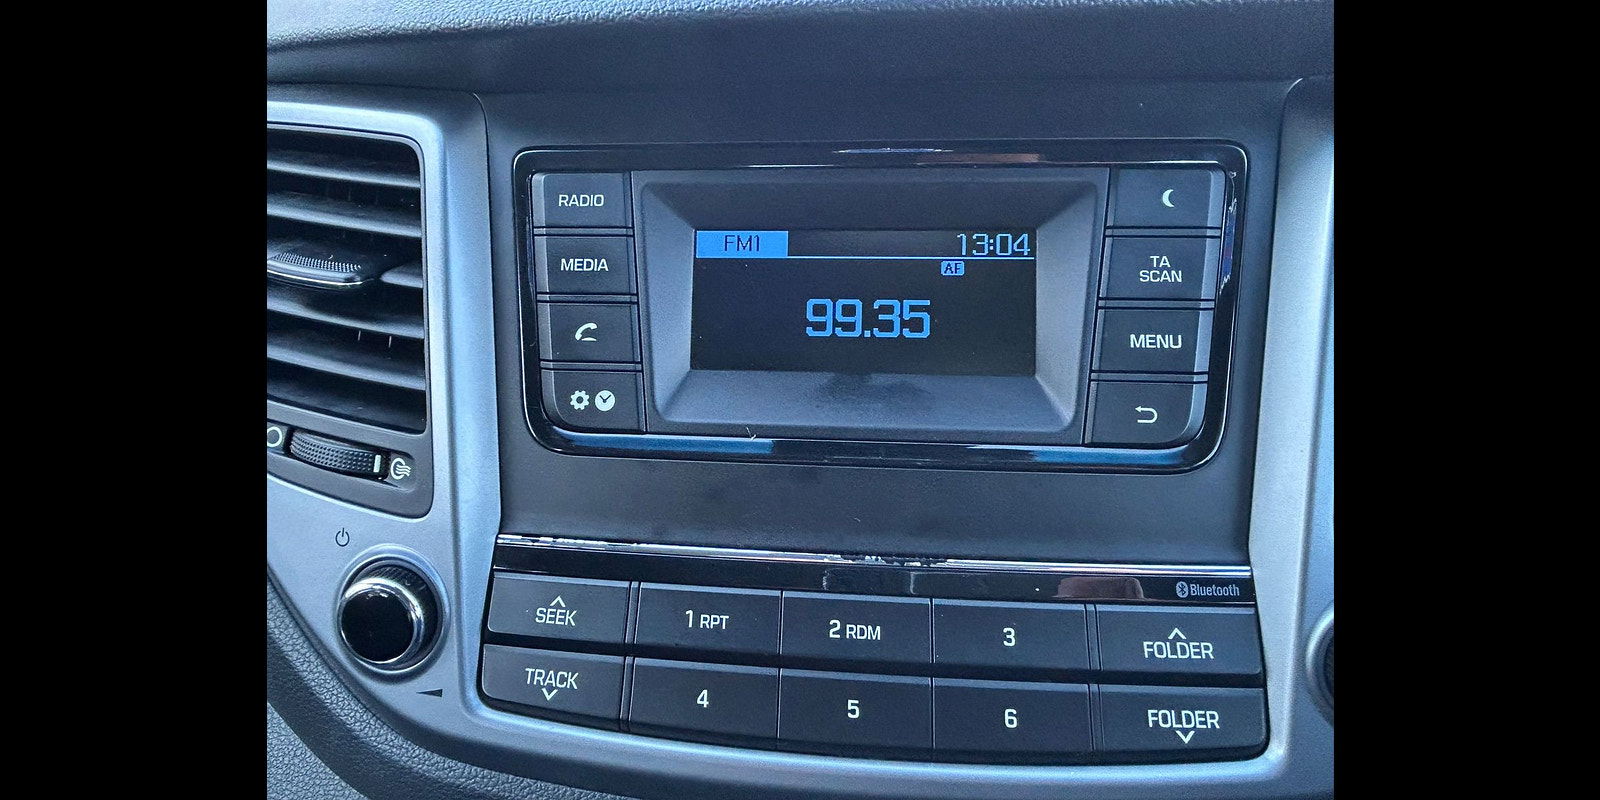 RADIO
MEDIA
FM1
13:04
AF
99.35
TA
SCAN
MENU
Bluetooth
SEEK
TRACK
1 RPT
2 RDM
3
4
5
6
FOLDER
FOLDER